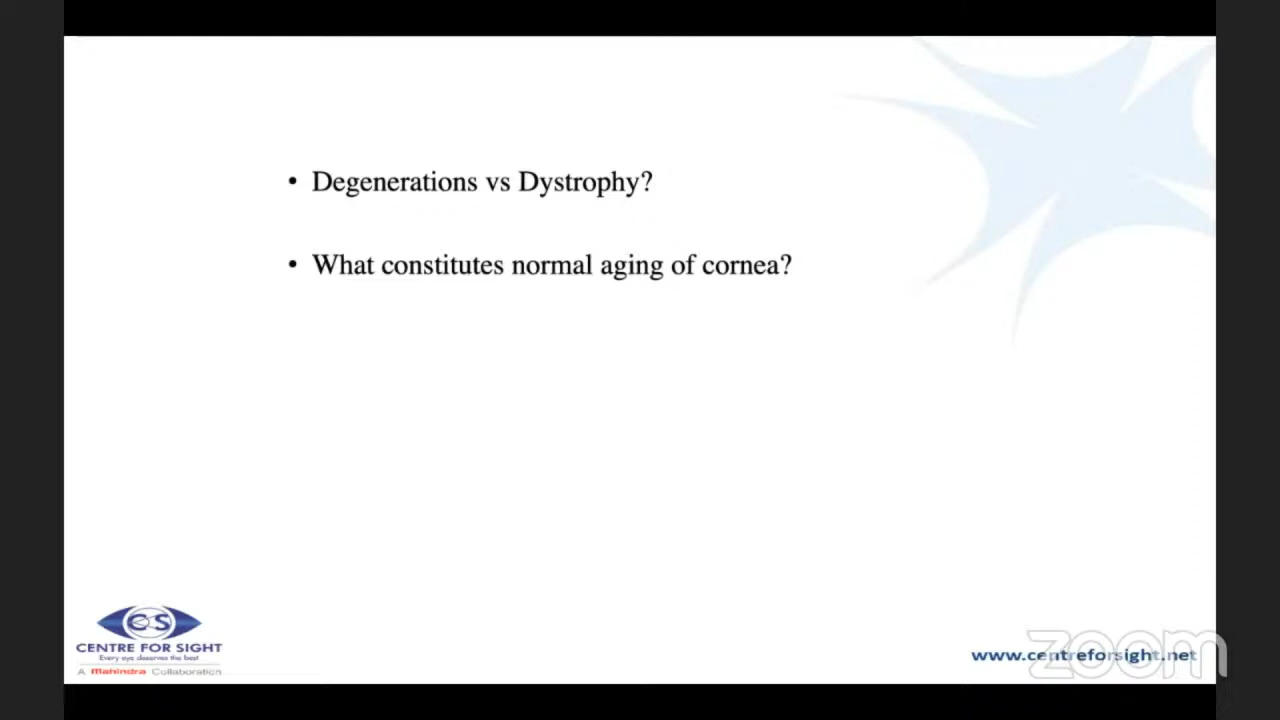 • Degenerations vs Dystrophy?
• What constitutes normal aging of cornea?
CS
CENTRE FOR SIGHT
Every eye deserves the best
A Mahindra Collaboration
www.centreforsight.net
zoom